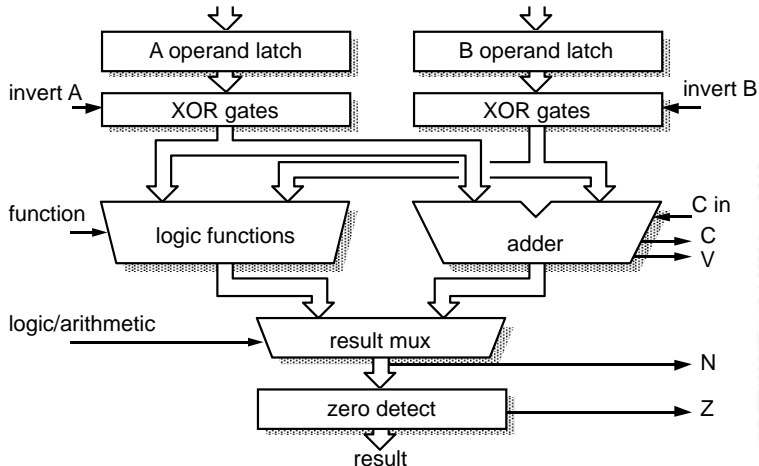 A operand latch
B operand latch
invert A
XOR gates
XOR gates
invert B
function
logic functions
adder
C in
C
V
logic/arithmetic
result mux
N
zero detect
Z
result